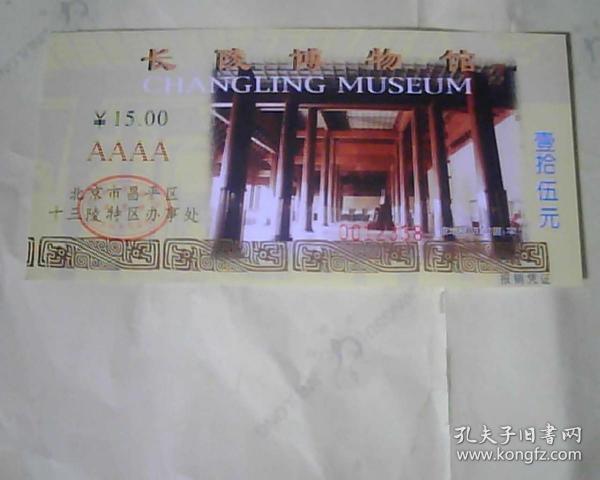 长陵博物馆
CHANGLING MUSEUM
￥15.00
AAAA
北京市昌平区
十三陵特区办事处
壹拾伍元
报销凭证
孔夫子旧书网
www.kongfz.com